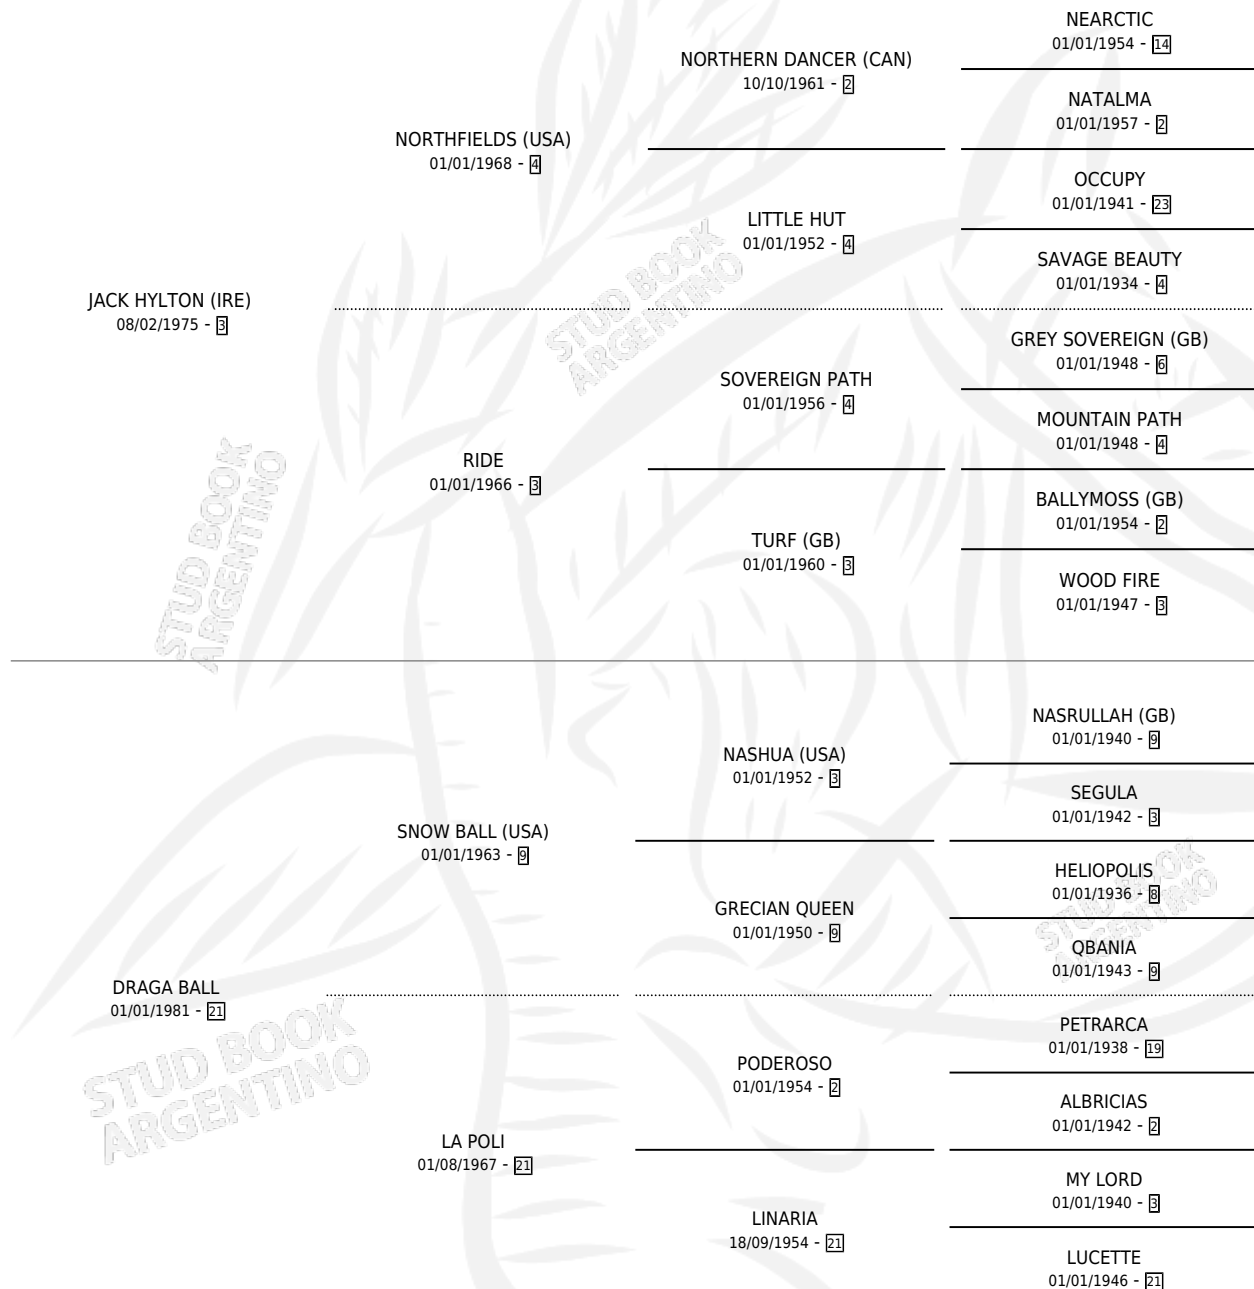 NEARCTIC
01/01/1954 - 14
NORTHERN DANCER (CAN)
10/10/1961 - 2
NATALMA
01/01/1957 - 2
NORTHFIELDS (USA)
01/01/1968 - 4
OCCUPY
01/01/1941 - 23
LITTLE HUT
01/01/1952 - 4
SAVAGE BEAUTY
01/01/1934 - 4
JACK HYLTON (IRE)
08/02/1975 - 3
GREY SOVEREIGN (GB)
01/01/1948 - 6
SOVEREIGN PATH
01/01/1956 - 4
MOUNTAIN PATH
01/01/1948 - 4
RIDE
01/01/1966 - 3
BALLYMOSS (GB)
01/01/1954 - 2
TURF (GB)
01/01/1960 - 3
WOOD FIRE
01/01/1947 - 3
NASRULLAH (GB)
01/01/1940 - 9
NASHUA (USA)
01/01/1952 - 3
SEGULA
01/01/1942 - 3
SNOW BALL (USA)
01/01/1963 - 9
HELIOPOLIS
01/01/1936 - 8
GRECIAN QUEEN
01/01/1950 - 9
QBANIA
01/01/1943 - 9
DRAGA BALL
01/01/1981 - 21
PETRARCA
01/01/1938 - 19
PODEROSO
01/01/1954 - 2
ALBRICIAS
01/01/1942 - 2
LA POLI
01/08/1967 - 21
MY LORD
01/01/1940 - 3
LINARIA
18/09/1954 - 21
LUCETTE
01/01/1946 - 21
STUD BOOK
ARGENTINO
STUD BOOK
ARGENTINO
STUD BOOK
ARGENTINO
STUD BOOK
ARGENTINO